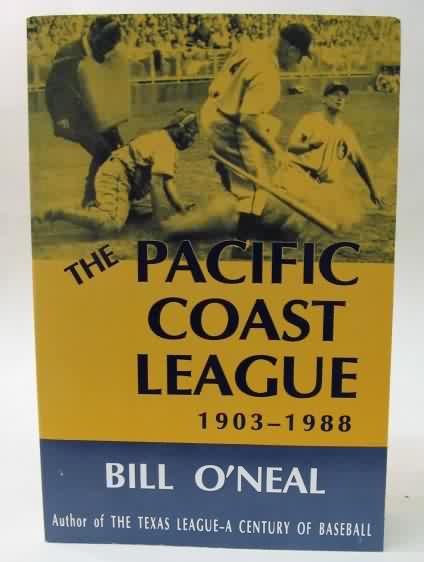 THE PACIFIC
COAST
LEAGUE
1903-1988
BILL O'NEAL
Author of THE TEXAS LEAGUE-A CENTURY OF BASEBALL